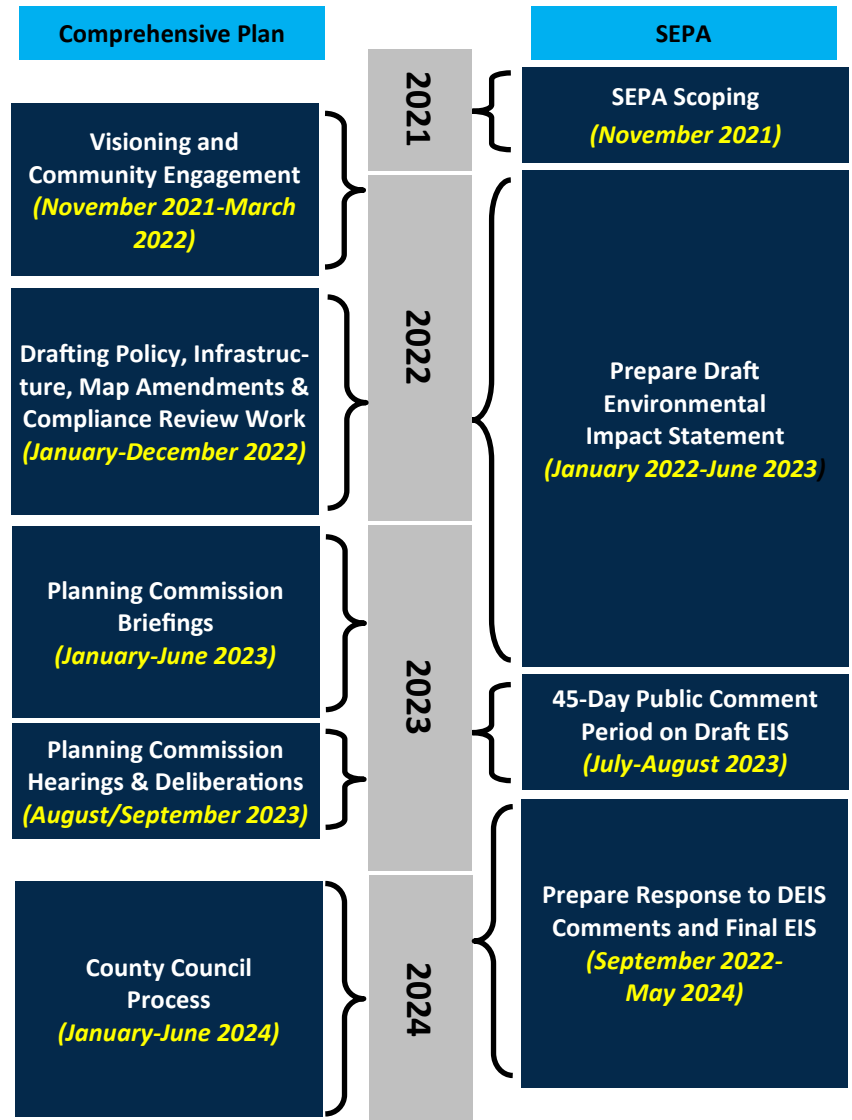 Comprehensive Plan
Visioning and
Community Engagement
(November 2021-March
2022)
Drafting Policy, Infrastruc-
ture, Map Amendments &
Compliance Review Work
(January-December 2022)
Planning Commission
Briefings
(January-June 2023)
Planning Commission
Hearings & Deliberations
(August/September 2023)
County Council
Process
(January-June 2024)
2021
2022
2023
2024
SEPA
SEPA Scoping
(November 2021)
Prepare Draft
Environmental
Impact Statement
(January 2022-June 2023)
45-Day Public Comment
Period on Draft EIS
(July-August 2023)
Prepare Response to DEIS
Comments and Final EIS
(September 2022-
May 2024)